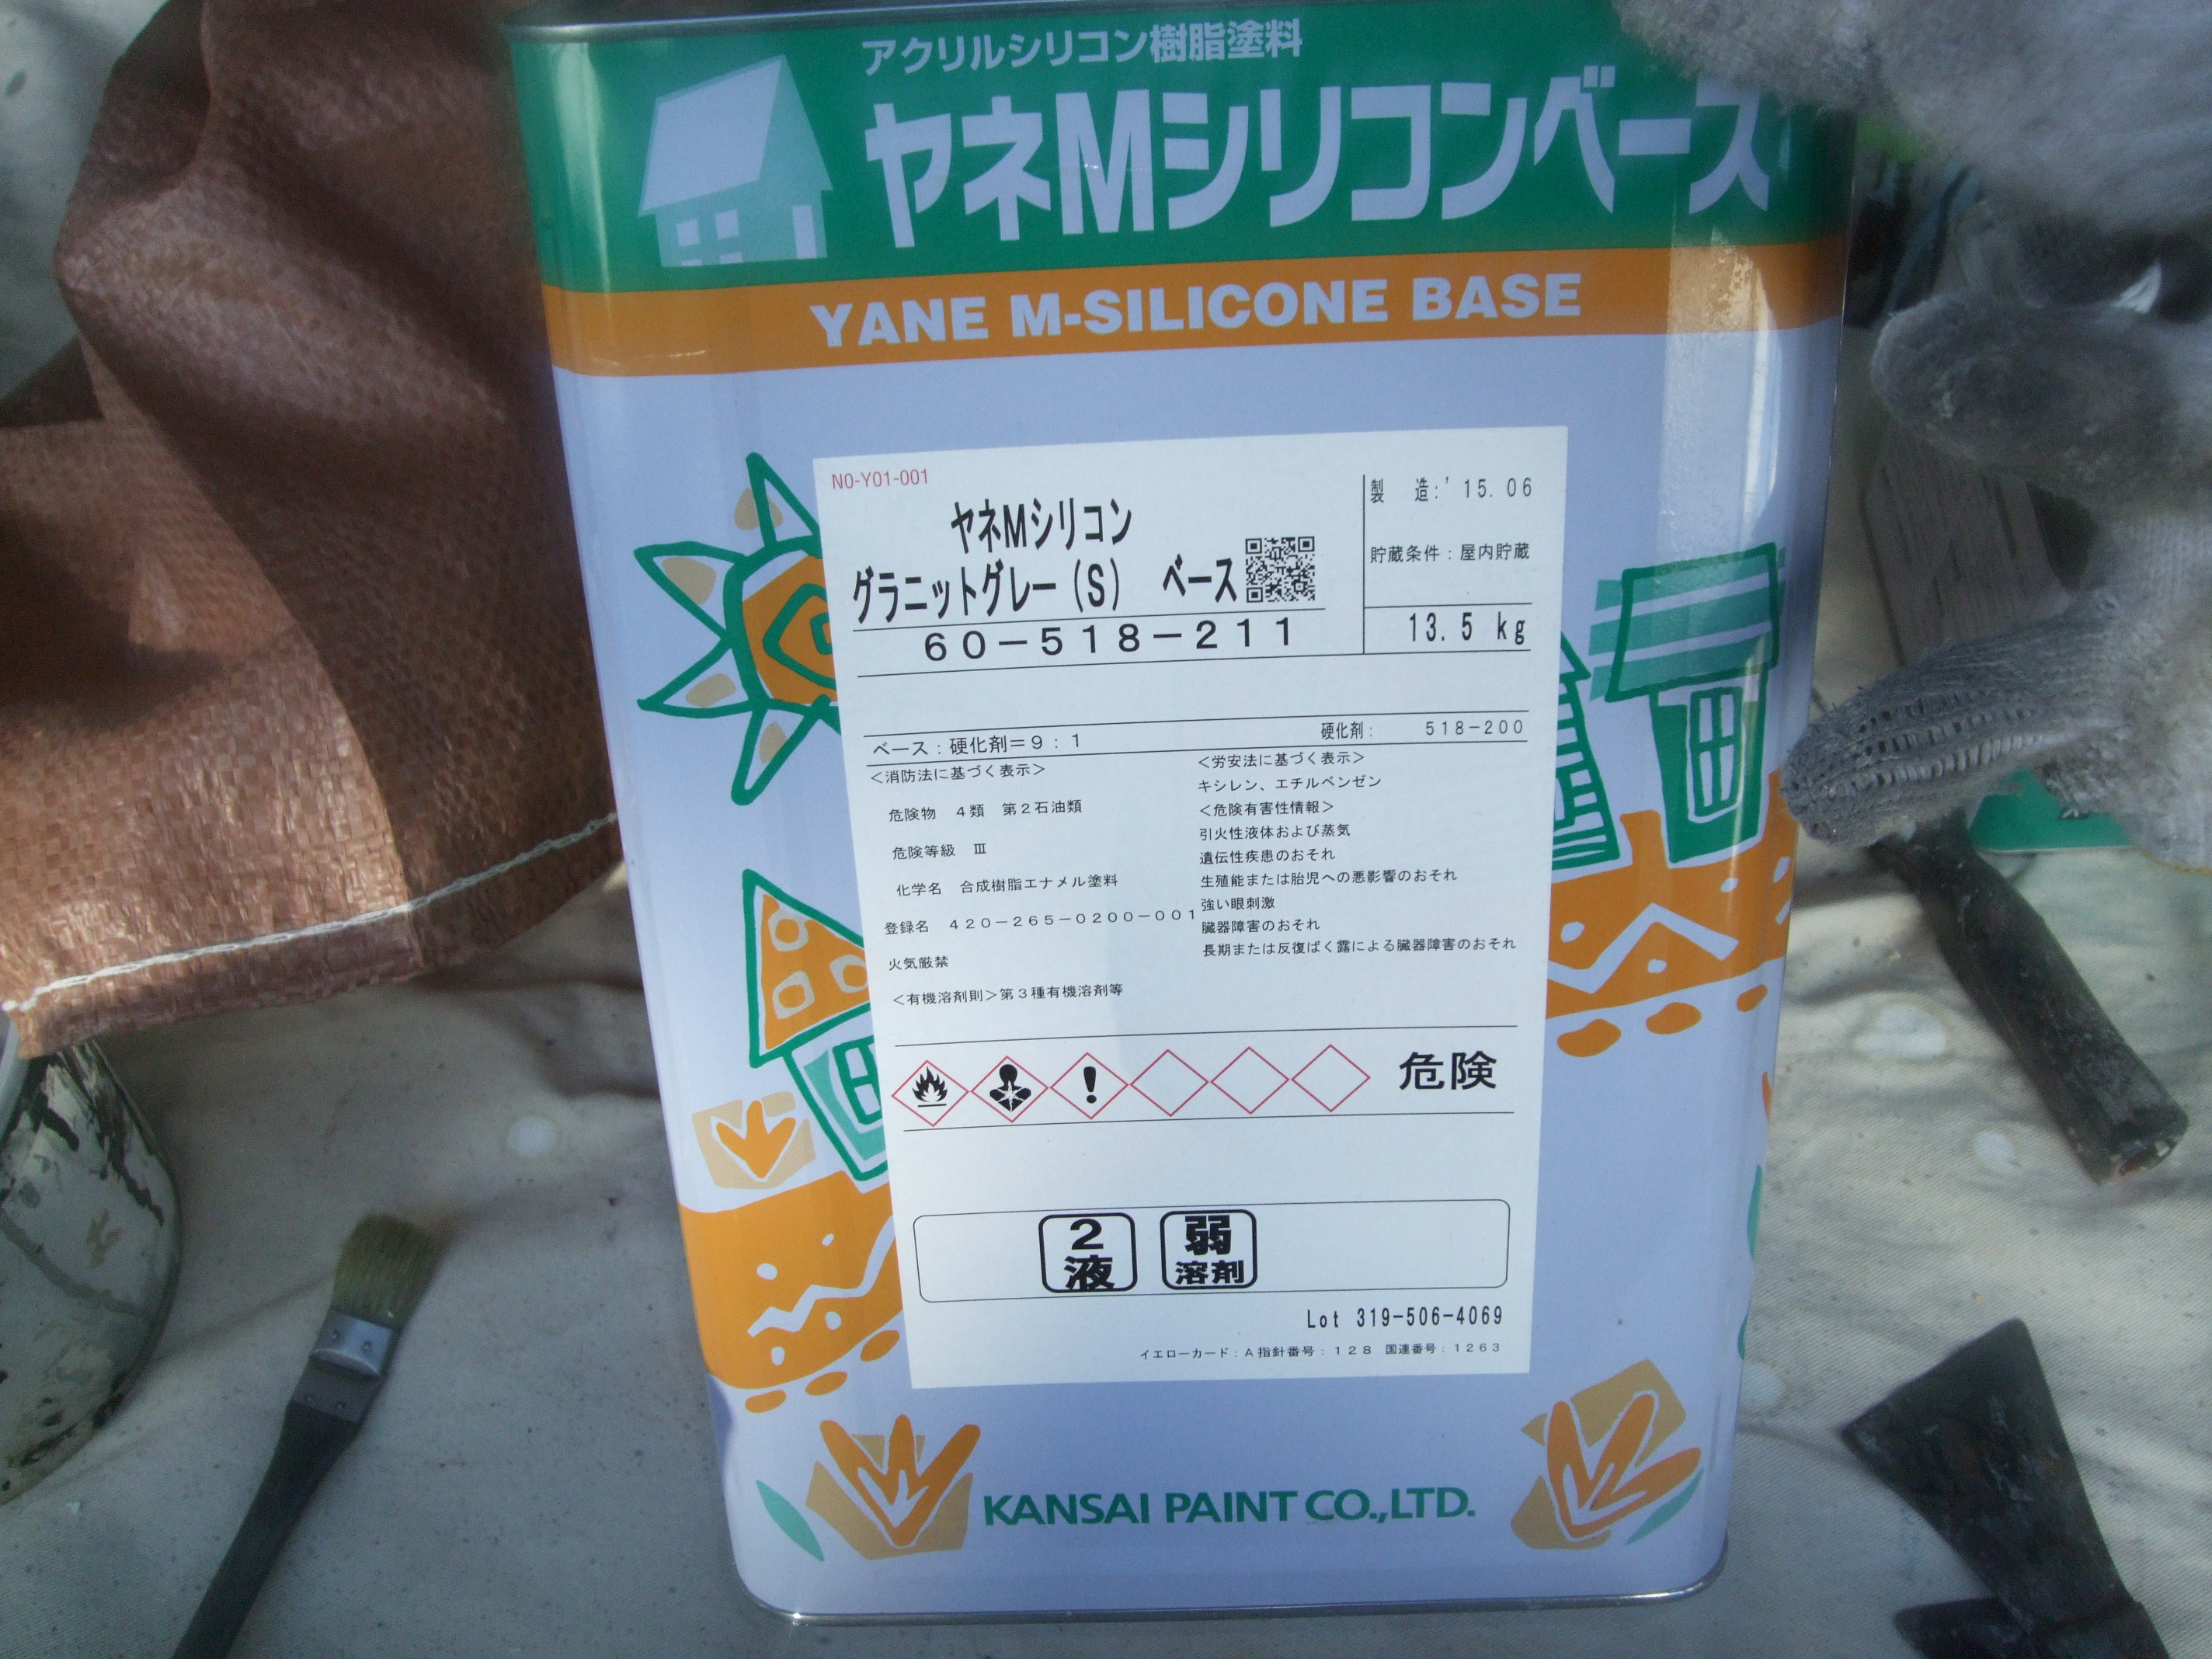 アクリルシリコン樹脂塗料
ヤネMシリコンベース
YANE M-SILICONE BASE
NO-Y01-001
ヤネMシリコン
グラニットグレー(S) ベース
60-518-211
製 造:'15.06
貯蔵条件:屋内貯蔵
13.5 kg
ベース:硬化剤=9:1
硬化剤: 518-200
<消防法に基づく表示>
危険物 4類 第2石油類
危険等級 Ⅲ
化学名 合成樹脂エナメル塗料
登録名 420-265-0200-001
火気厳禁
<有機溶剤則>第3種有機溶剤等
<労安法に基づく表示>
キシレン、エチルベンゼン
<危険有害性情報>
引火性液体および蒸気
遺伝性疾患のおそれ
生殖能または胎児への悪影響のおそれ
強い眼刺激
臓器障害のおそれ
長期または反復ばく露による臓器障害のおそれ
危険
2
液
弱
溶剤
Lot 319-506-4069
イエローカード:A指針番号:128 国連番号:1263
KANSAI PAINT CO.,LTD.